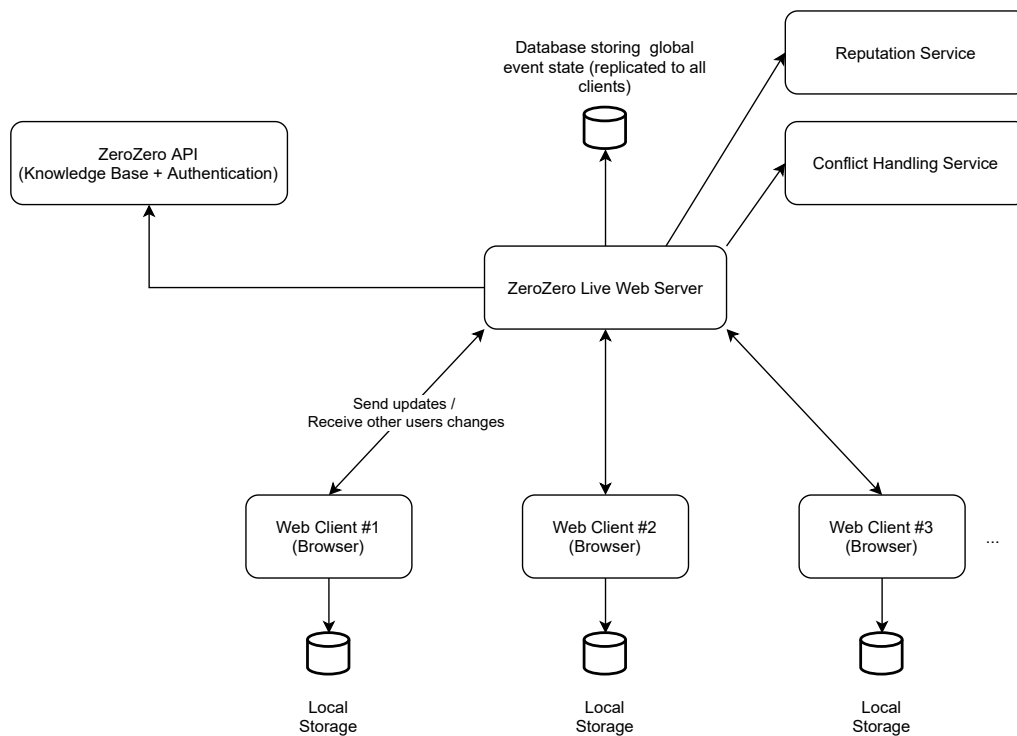 Database storing global
event state (replicated to all
clients)
Reputation Service
Conflict Handling Service
ZeroZero API
(Knowledge Base + Authentication)
ZeroZero Live Web Server
Send updates /
Receive other users changes
Web Client #1
(Browser)
Web Client #2
(Browser)
Web Client #3
(Browser)
...
Local
Storage
Local
Storage
Local
Storage